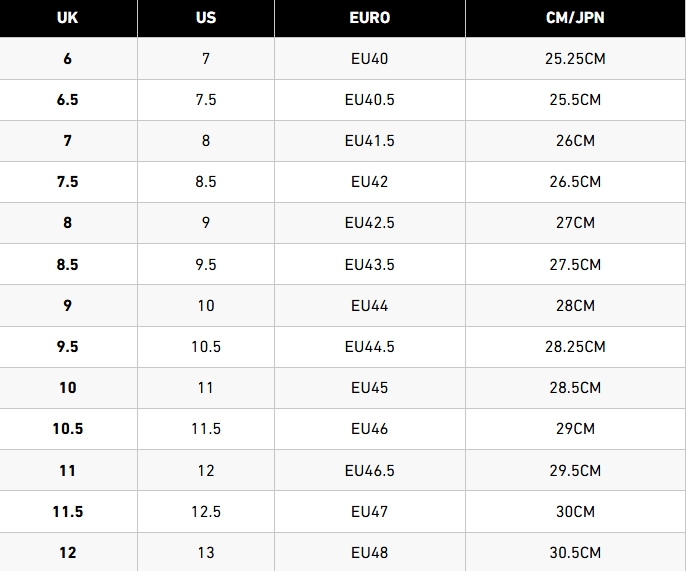 UK US EURO CM/JPN
6 7 EU40 25.25CM
6.5 7.5 EU40.5 25.5CM
7 8 EU41.5 26CM
7.5 8.5 EU42 26.5CM
8 9 EU42.5 27CM
8.5 9.5 EU43.5 27.5CM
9 10 EU44 28CM
9.5 10.5 EU44.5 28.25CM
10 11 EU45 28.5CM
10.5 11.5 EU46 29CM
11 12 EU46.5 29.5CM
11.5 12.5 EU47 30CM
12 13 EU48 30.5CM